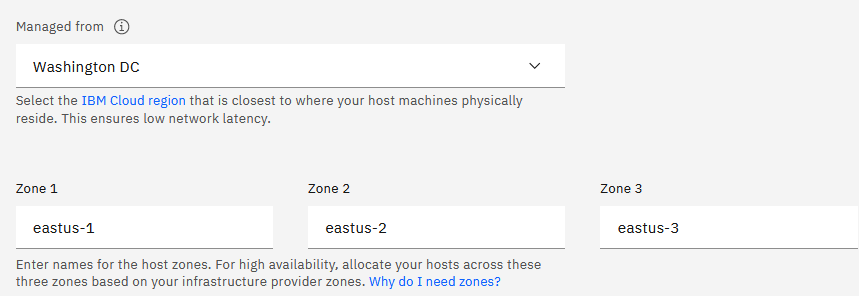 Managed from
Washington DC
Select the IBM Cloud region that is closest to where your host machines physically
reside. This ensures low network latency.
Zone 1 Zone 2 Zone 3
eastus-1 eastus-2 eastus-3
Enter names for the host zones. For high availability, allocate your hosts across these
three zones based on your infrastructure provider zones. Why do I need zones?